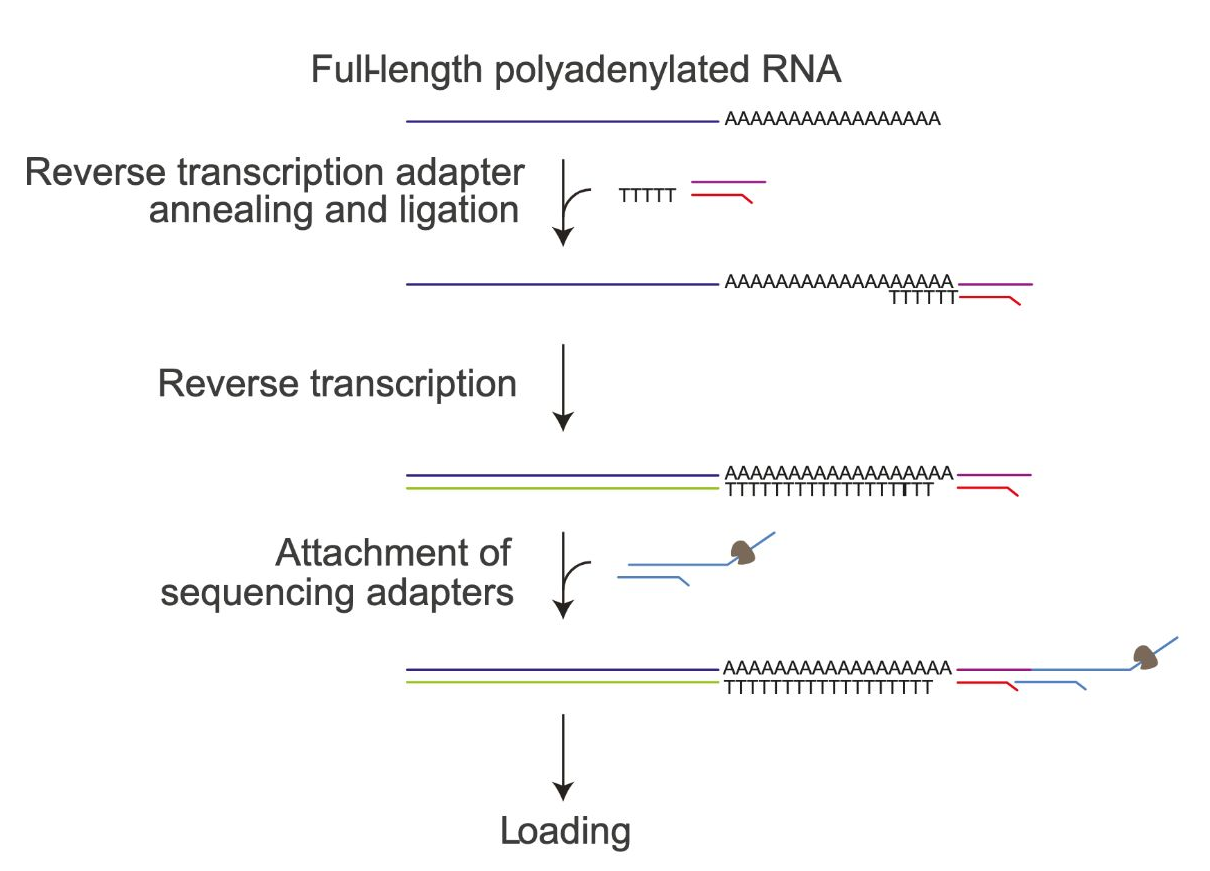 Full-length polyadenylated RNA
AAAAAAAAAAAAAAAAA
Reverse transcription adapter
annealing and ligation
TTTTT
AAAAAAAAAAAAAAAAAA
TTTTTT
Reverse transcription
AAAAAAAAAAAAAAAAAA
TTTTTTTTTTTTTTTTTT
Attachment of
sequencing adapters
AAAAAAAAAAAAAAAAAA
TTTTTTTTTTTTTTTTTT
Loading